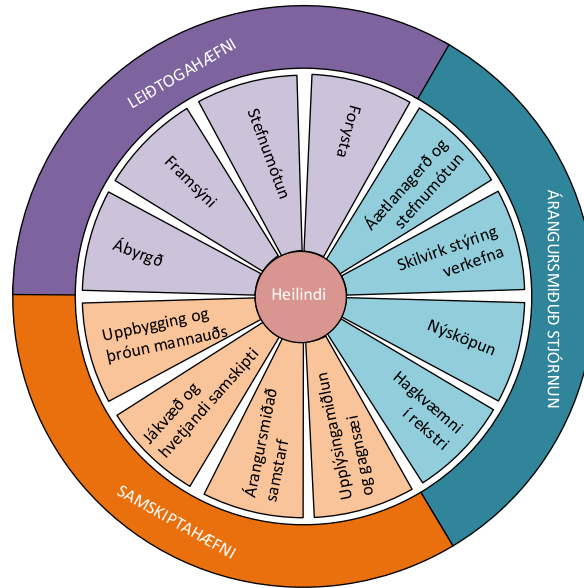 LEIÐTOGAHÆFNI
Ábyrgð
Framsýni
Stefnumótun
Forysta
ÁRANGURSMIÐUÐ STJÓRNUN
Áætlanagerð og
stefnumótun
Skilvirk stýring
verkefna
Nýsköpun
Hagkvæmni
í rekstri
SAMSKIPTAHÆFNI
Upplýsingamiðlun
og gagnsæi
Árangursmiðað
samstarf
Jákvæð og
hvetjandi samskipti
Uppbygging og
þróun mannauðs
Heilindi